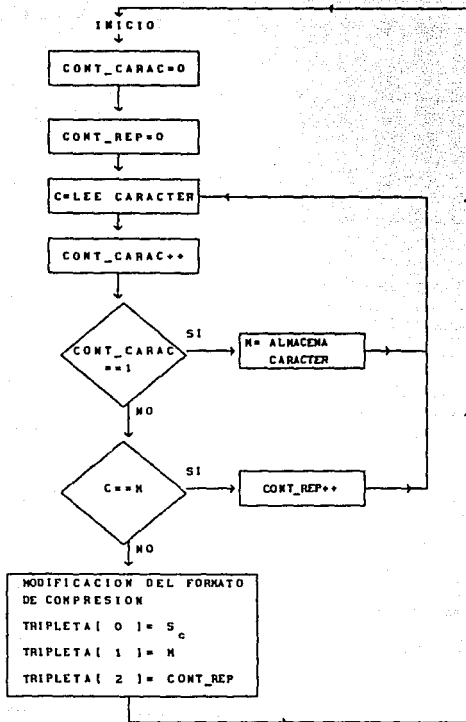 INICIO
CONT_CARAC=0
CONT_REP=0
C=LEE CARACTER
CONT_CARAC++
CONT_CARAC
==1
SI
M= ALMACENA
CARACTER
NO
C==M
SI
CONT_REP++
NO
MODIFICACION DEL FORMATO
DE COMPRESION
TRIPLETA[ 0 ]= Sc
TRIPLETA[ 1 ]= M
TRIPLETA[ 2 ]= CONT_REP